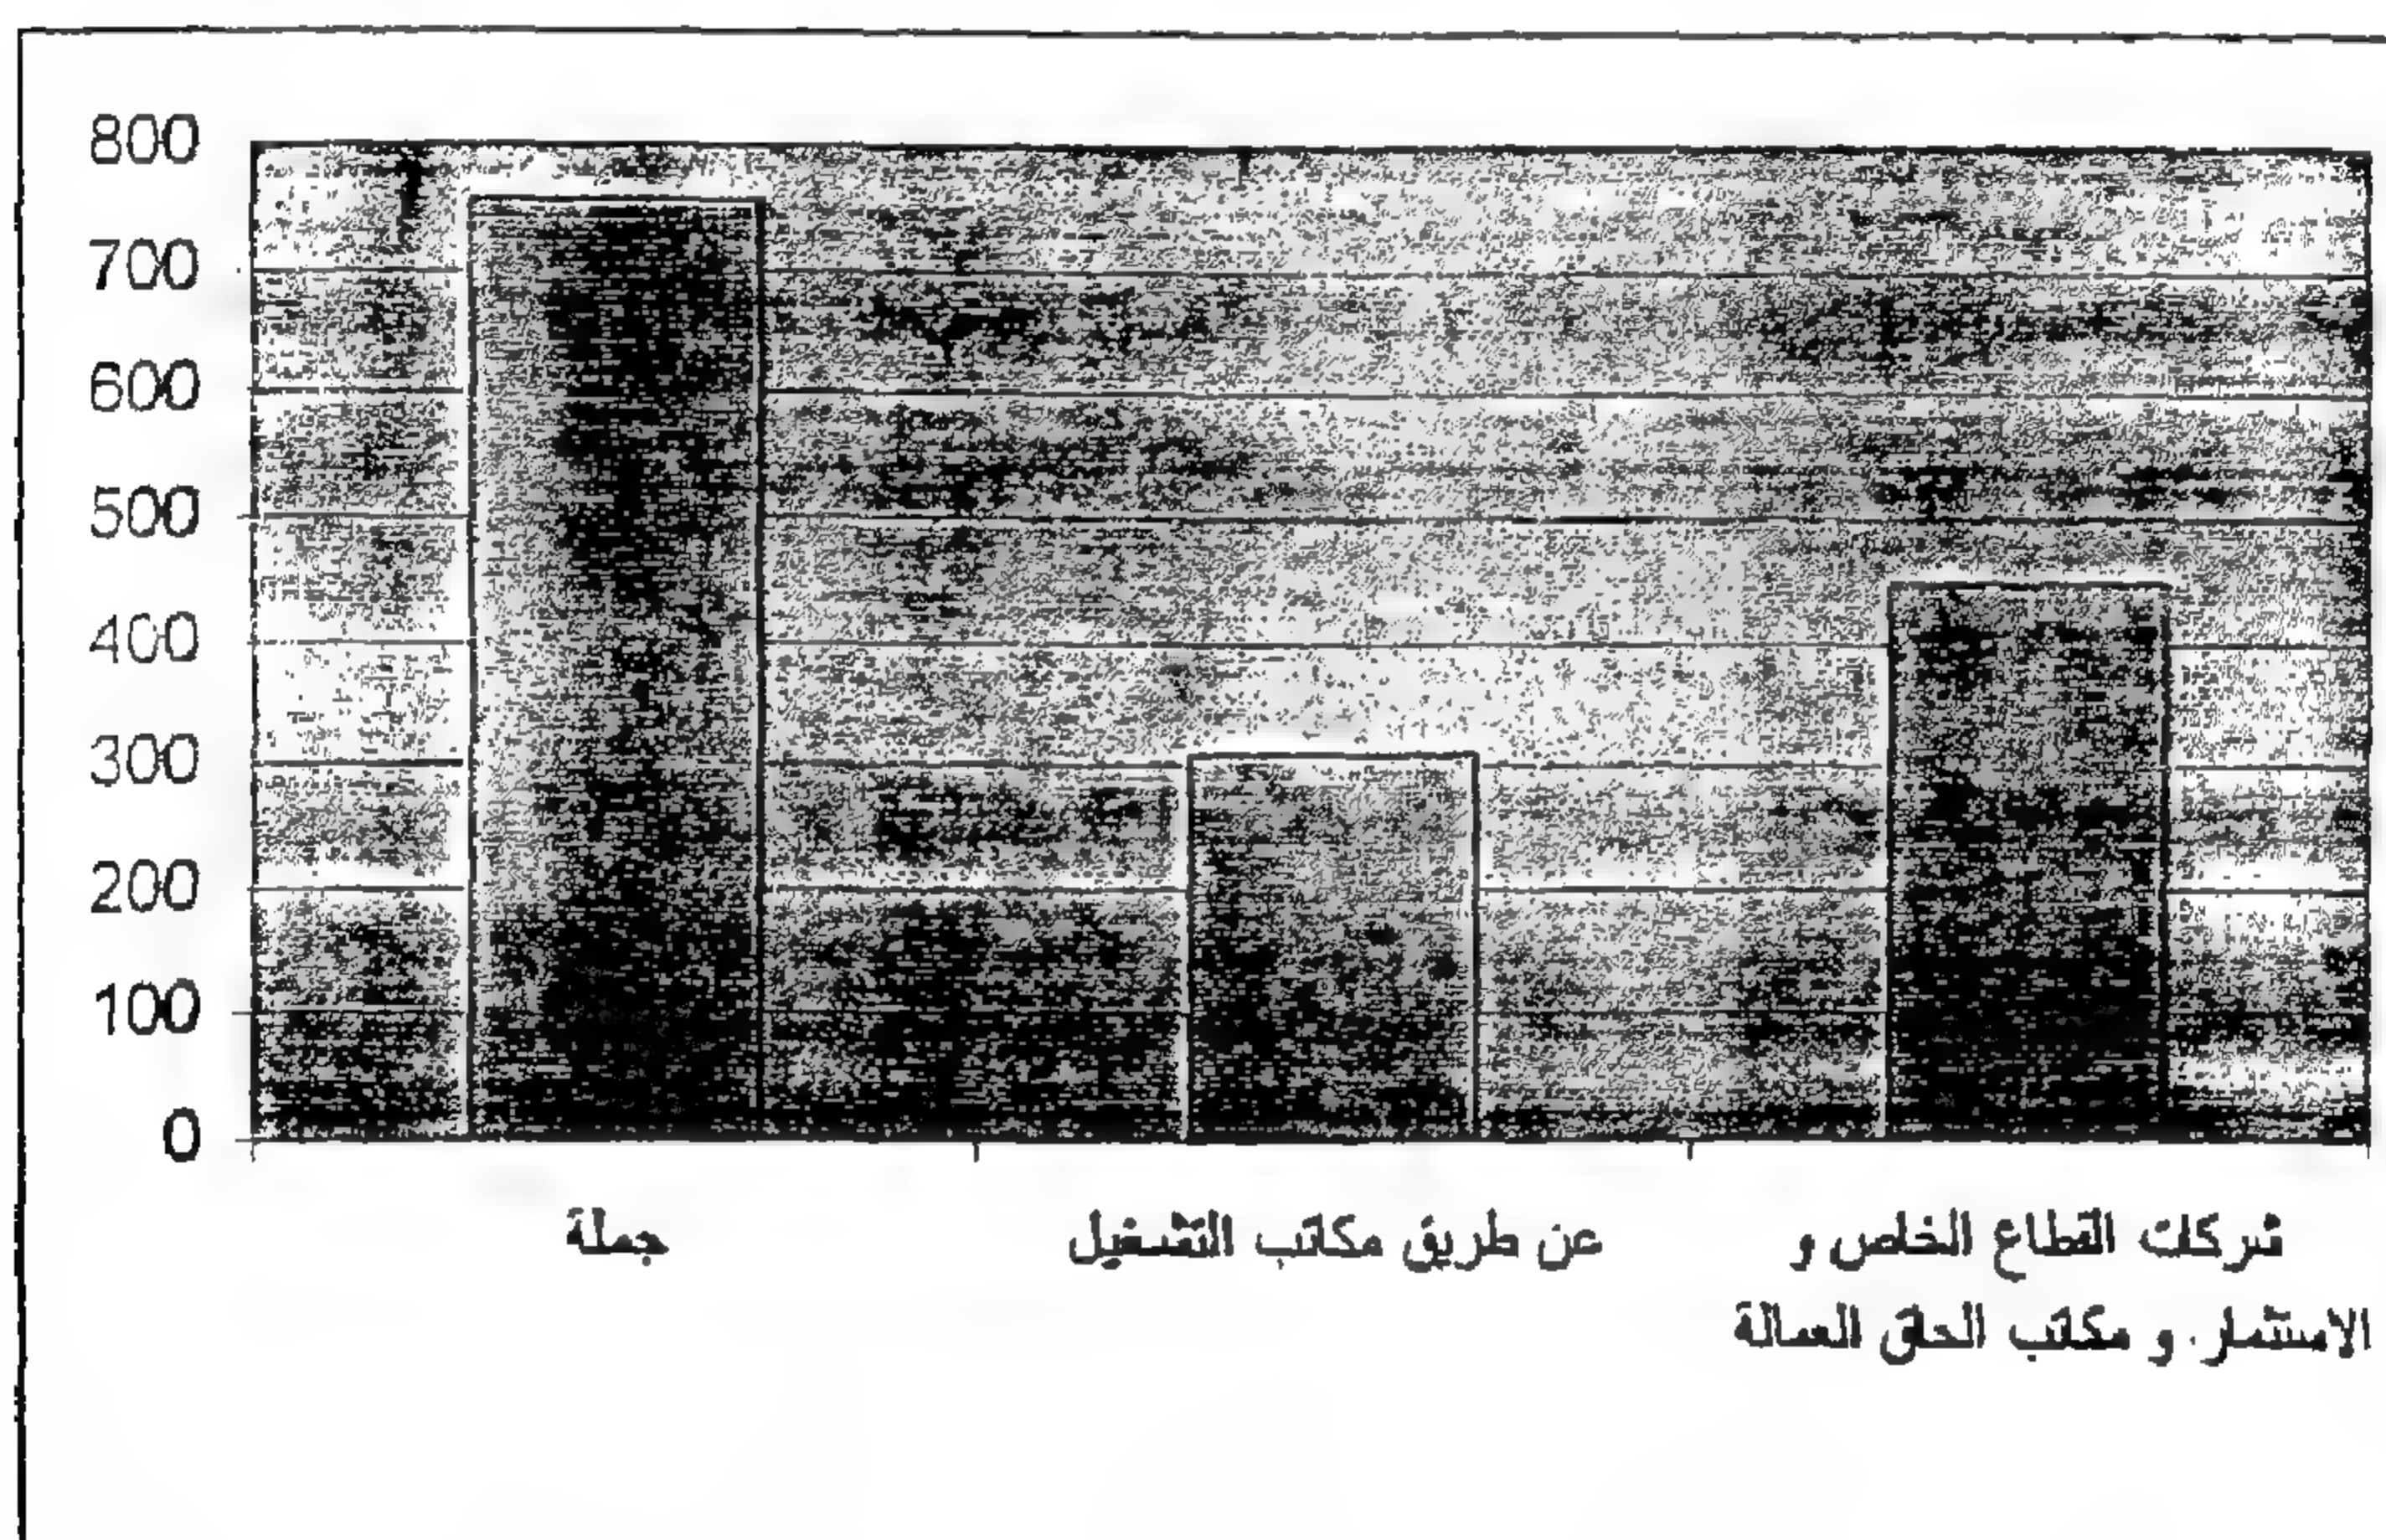 800
700
600
500
400
300
200
100
0
شركات القطاع الخاص و
الاستثمار و مكاتب الحاق العمالة
عن طريق مكاتب التشغيل
جملة